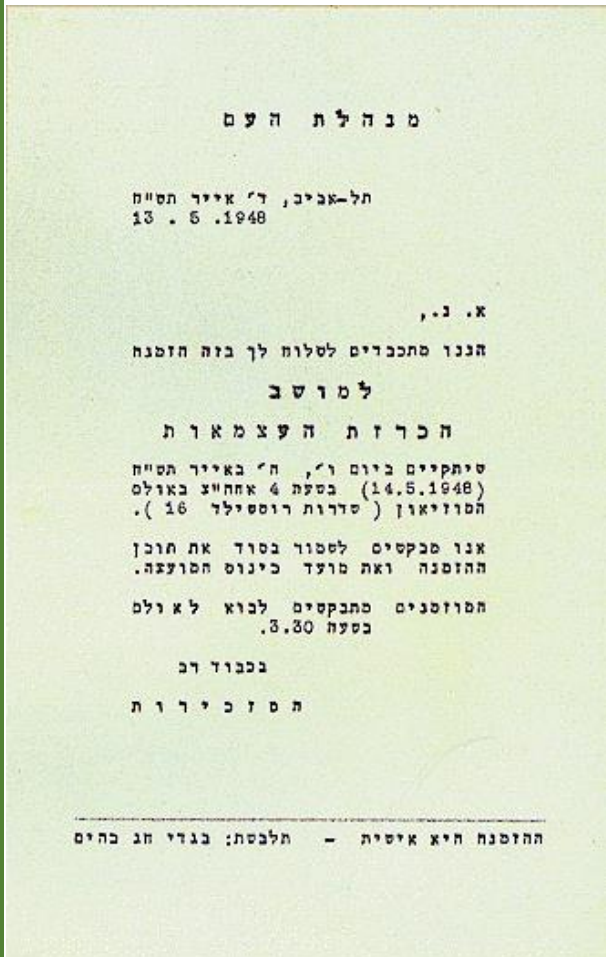 מנהלת העם
תל-אביב, ד' אייר תש"ח
13 . 5 .1948
א. נ.,
הננו מתכבדים לשלוח לך בזה הזמנה
למושב
הכרזת העצמאות
שיתקיים ביום ו', ה' באייר תש"ח
(14.5.1948) בשעה 4 אחה"צ באולם
המוזיאון ( שדרות רוטשילד 16 ).
אנו מבקשים לשמור בסוד את תוכן
ההזמנה ואת מועד כינוס המועצה.
המוזמנים מתבקשים לבוא לאולם
בשעה 3.30.
בכבוד רב
המזכירות
ההזמנה היא אישית - תלבשת: בגדי חג כהים